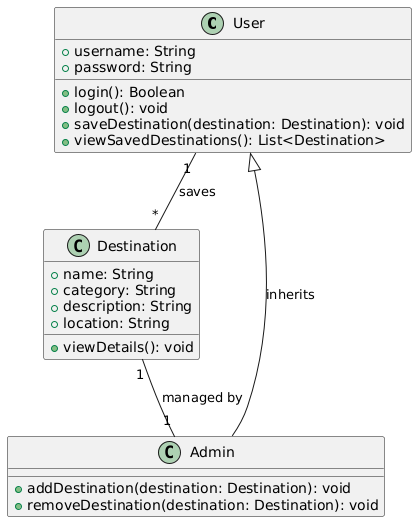 C User
username: String
password: String
login(): Boolean
logout(): void
saveDestination(destination: Destination): void
viewSavedDestinations(): List<Destination>
1
saves
*
C Destination
name: String
category: String
description: String
location: String
viewDetails(): void
inherits
1
managed by
1
C Admin
addDestination(destination: Destination): void
removeDestination(destination: Destination): void